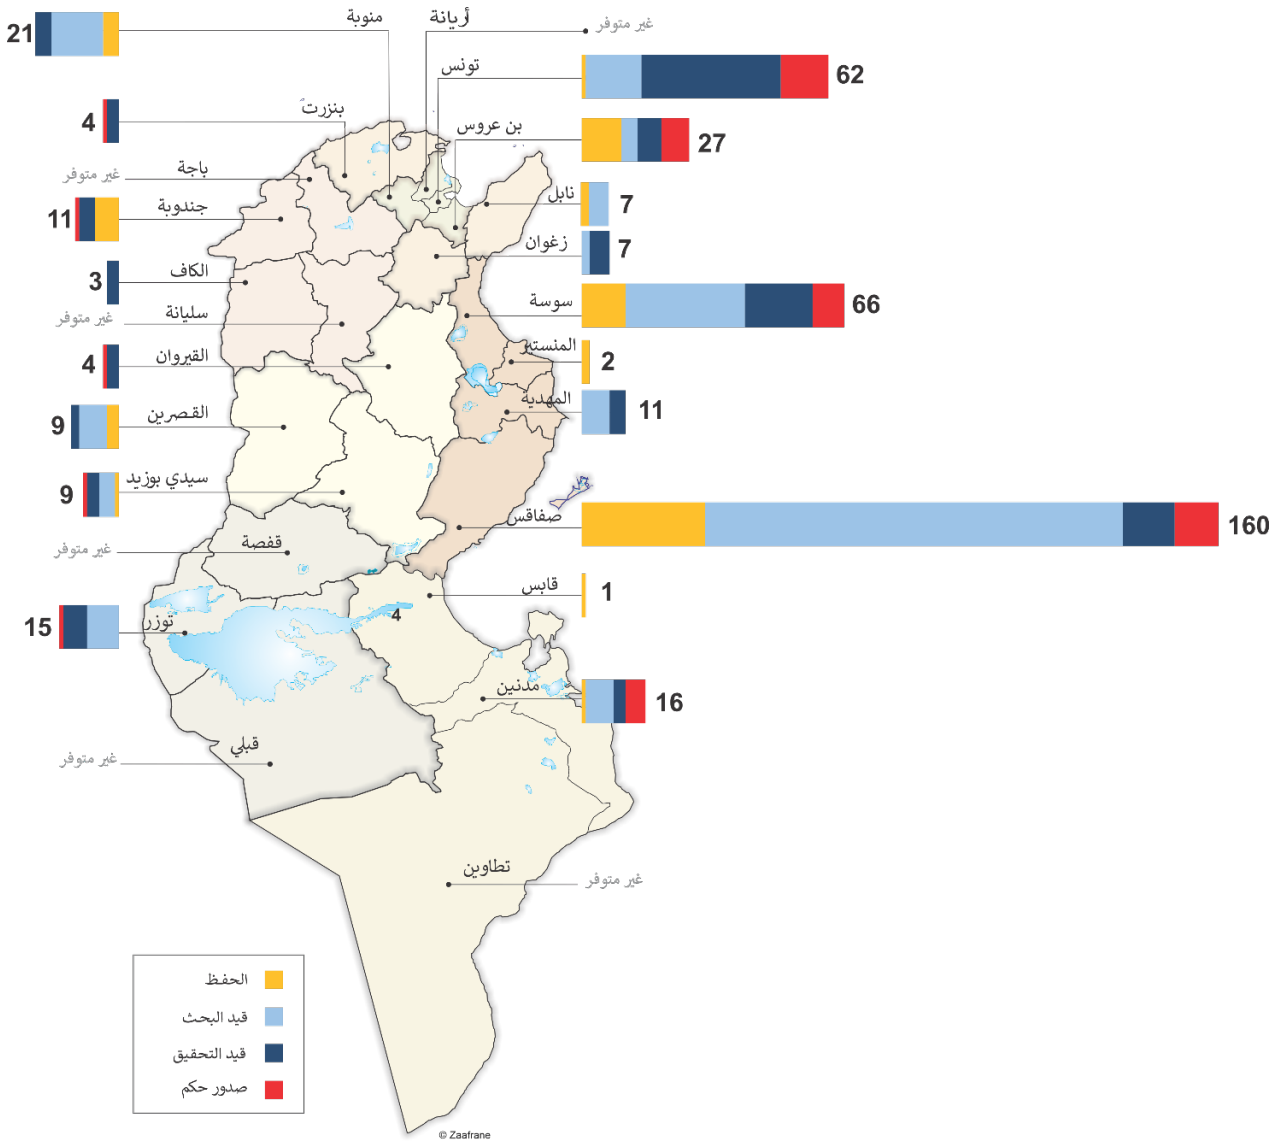 منوبة
21
أريانة
غير متوفر
تونس
62
بنزرت
4
بن عروس
27
باجة
غير متوفر
نابل
7
جندوبة
11
زغوان
7
الكاف
3
سوسة
66
سليانة
غير متوفر
المنستير
2
القيروان
4
المهدية
11
القصرين
9
سيدي بوزيد
9
صفاقس
160
قفصة
غير متوفر
قابس
1
4
توزر
15
مدنين
16
قبلي
غير متوفر
تطاوين
غير متوفر
الحفظ
قيد البحث
قيد التحقيق
صدور حكم
© Zaafrane